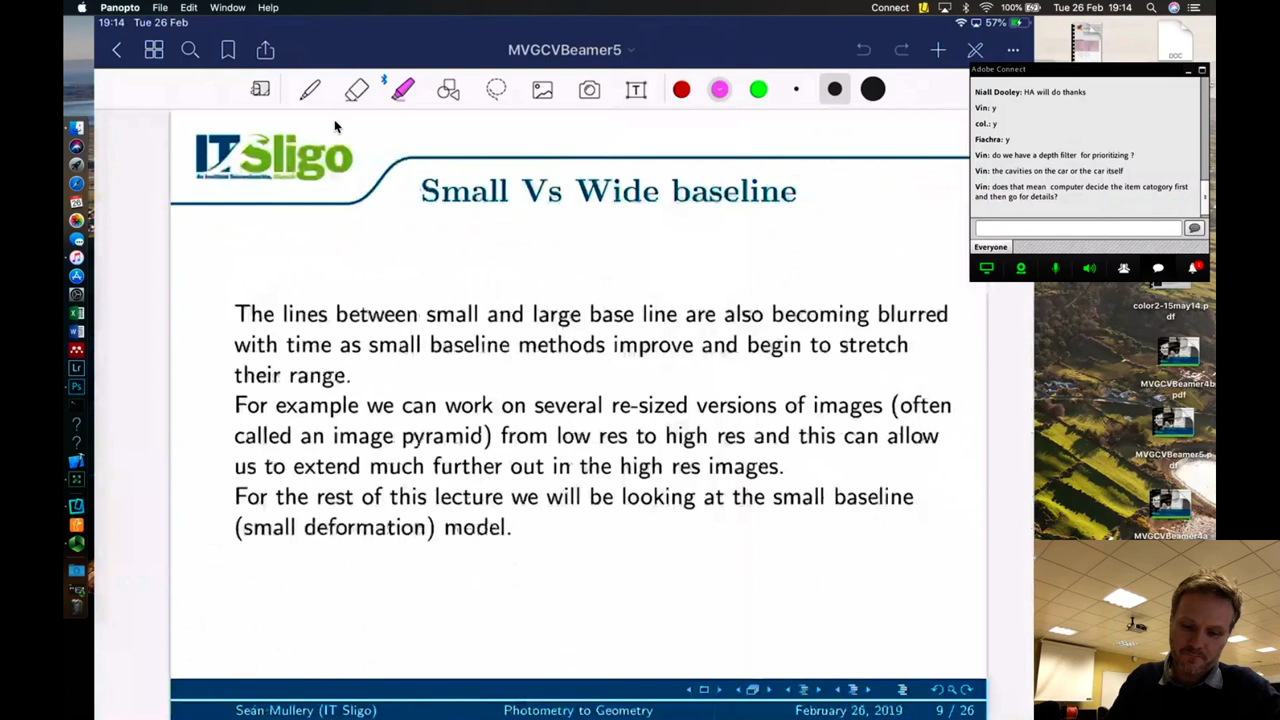 Panopto File Edit Window Help
Connect 100% Tue 26 Feb 19:14
19:14 Tue 26 Feb
57%
MVGCVBeamer5
T
DOC
Adobe Connect
Niall Dooley: HA will do thanks
Vin: y
col.: y
Fiachra: y
Vin: do we have a depth filter for prioritizing ?
Vin: the cavities on the car or the car itself
Vin: does that mean computer decide the item catogory first
and then go for details?
Everyone
IT Sligo
Small Vs Wide baseline
The lines between small and large base line are also becoming blurred
with time as small baseline methods improve and begin to stretch
their range.
For example we can work on several re-sized versions of images (often
called an image pyramid) from low res to high res and this can allow
us to extend much further out in the high res images.
For the rest of this lecture we will be looking at the small baseline
(small deformation) model.
color2-15may14.p
df
MVGCVBeamer4b
pdf
MVGCVBeamer5.p
df
MVGCVBeamer4a
Lr
Ps
Seán Mullery (IT Sligo)
Photometry to Geometry
February 26, 2019
9 / 26